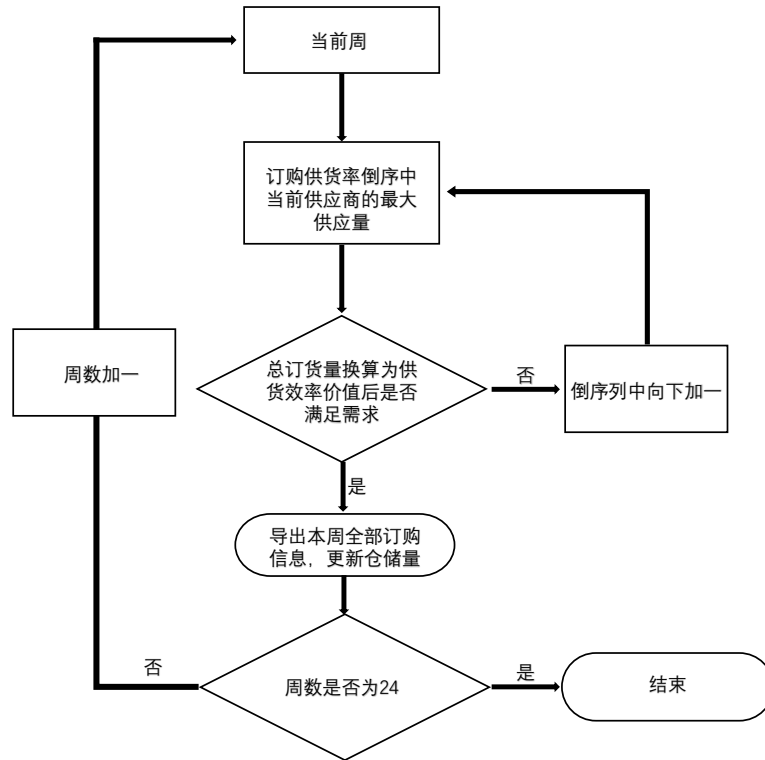 当前周
订购供货率倒序中
当前供应商的最大
供应量
周数加一
总订货量换算为供
货效率价值后是否
满足需求
否
倒序列中向下加一
是
导出本周全部订购
信息，更新仓储量
否
周数是否为24
是
结束